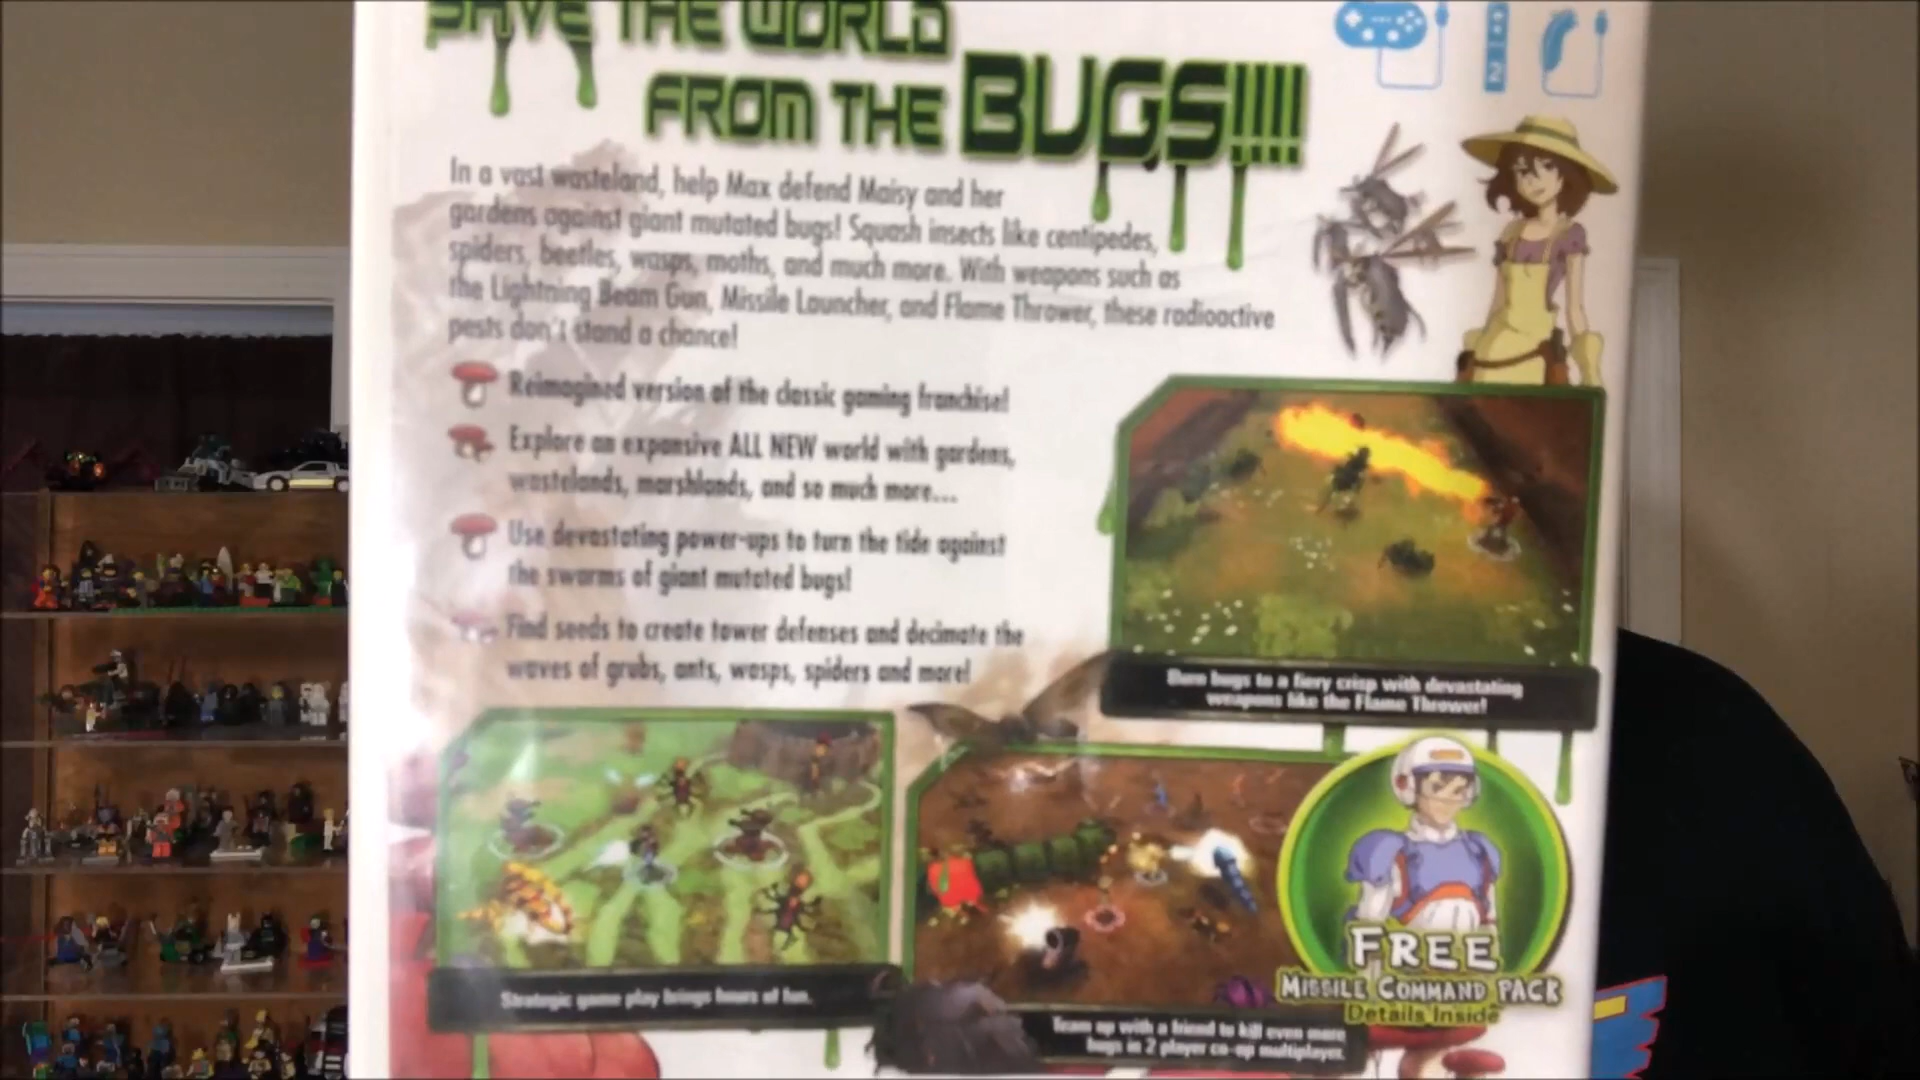 SAVE THE WORLD
FROM THE BUGS!!!!
2
In a vast wasteland, help Max defend Maisy and her
gardens against giant mutated bugs! Squash insects like centipedes,
spiders, beetles, wasps, moths, and much more. With weapons such as
the Lightning Beam Gun, Missile Launcher, and Flame Thrower, these radioactive
pests don't stand a chance!
Reimagined version of the classic gaming franchise!
Explore an expansive ALL NEW world with gardens,
wastelands, marshlands, and so much more...
Use devastating power-ups to turn the tide against
the swarms of giant mutated bugs!
Find seeds to create tower defenses and decimate the
waves of grubs, ants, wasps, spiders and more!
Burn bugs to a fiery crisp with devastating
weapons like the Flame Thrower!
Strategic game play brings hours of fun.
Team up with a friend to kill even more
bugs in 2 player co-op multiplayer.
FREE
MISSILE COMMAND PACK
Details Inside